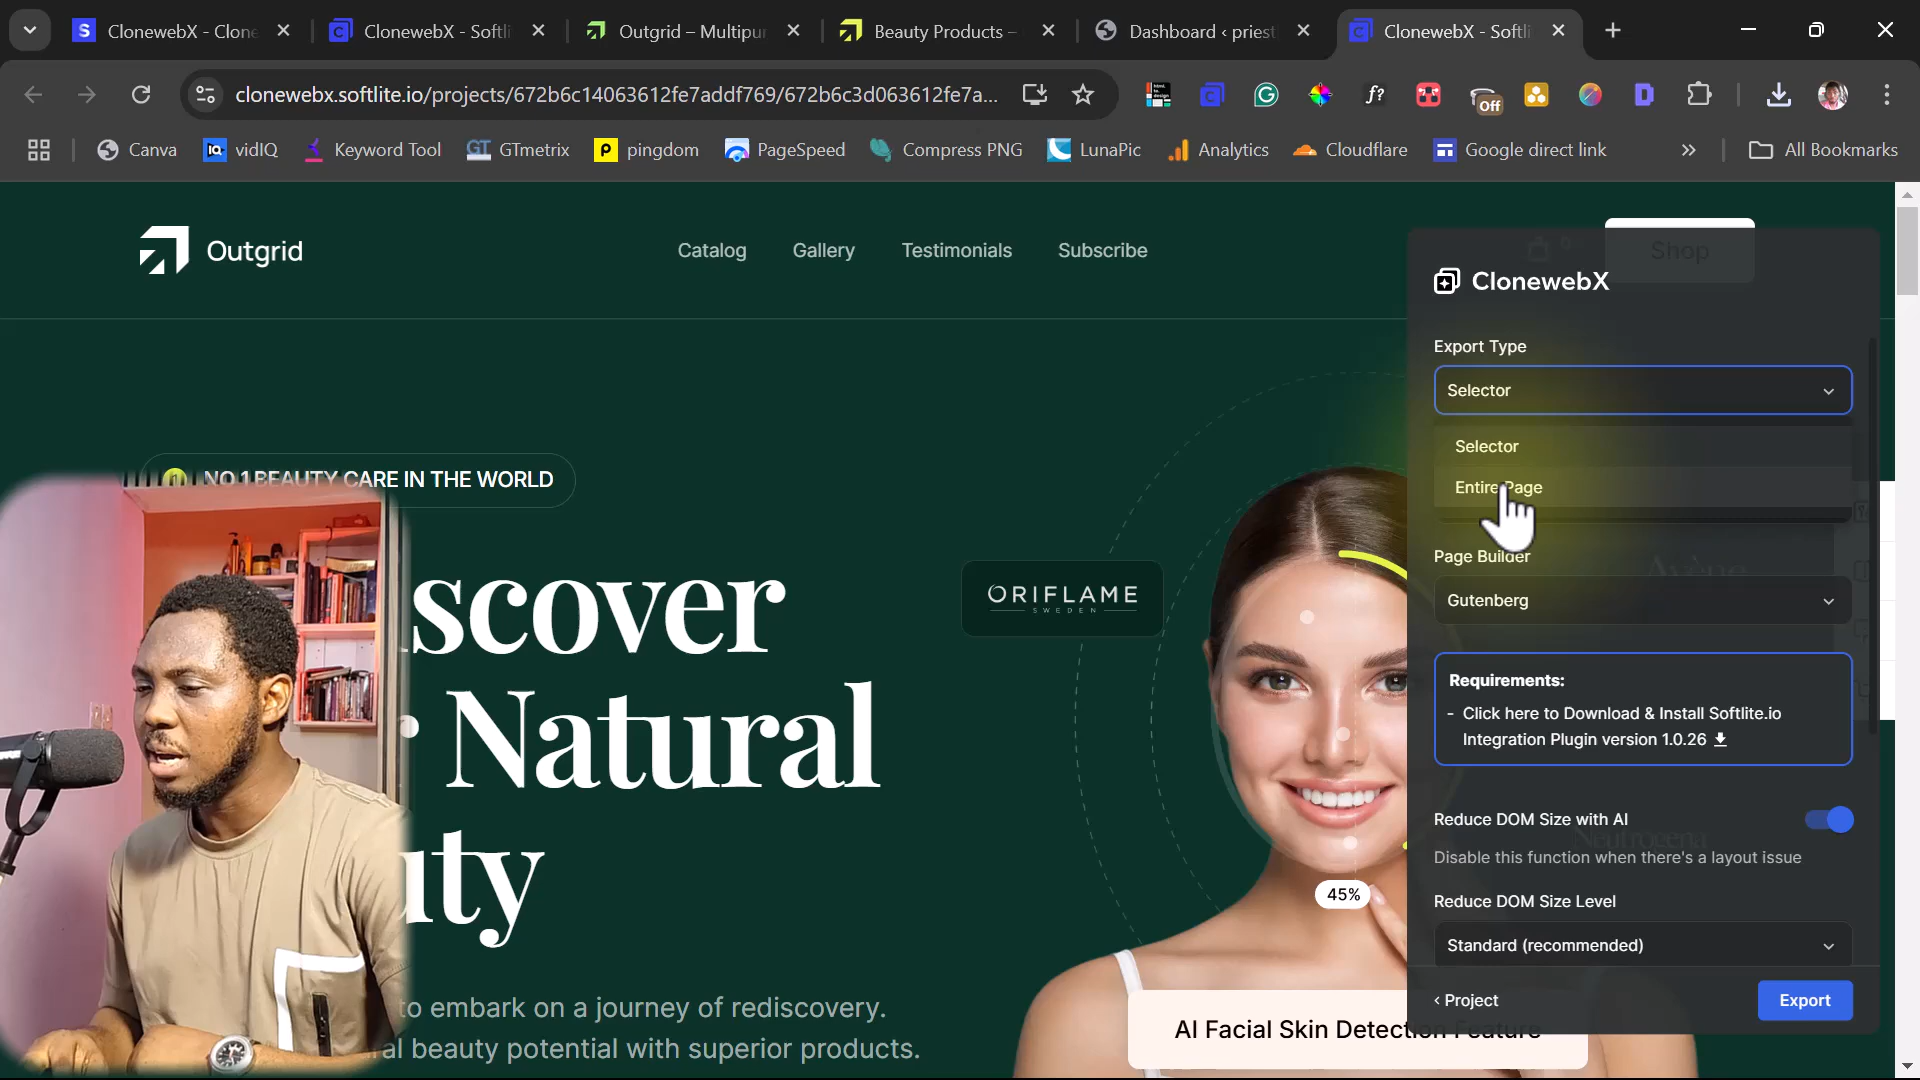 ClonewebX - Clone
ClonewebX - Softli
Outgrid – Multipur
Beauty Products –
Dashboard ‹ priest
ClonewebX - Softli
clonewebx.softlite.io/projects/672b6c14063612fe7addf769/672b6c3d063612fe7a...
Off
Canva
vidIQ
Keyword Tool
GTmetrix
pingdom
PageSpeed
Compress PNG
LunaPic
Analytics
Cloudflare
Google direct link
All Bookmarks
Outgrid
Catalog
Gallery
Testimonials
Subscribe
Shop
ClonewebX
Export Type
Selector
Selector
Entire Page
Page Builder
Gutenberg
Requirements:
- Click here to Download & Install Softlite.io
Integration Plugin version 1.0.26
Reduce DOM Size with AI
Disable this function when there's a layout issue
Reduce DOM Size Level
Standard (recommended)
‹ Project
Export
NO 1 BEAUTY CARE IN THE WORLD
scover
Natural
uty
to embark on a journey of rediscovery.
al beauty potential with superior products.
ORIFLAME
SWEDEN
Avène
Neutrogena
45%
AI Facial Skin Detection Feature